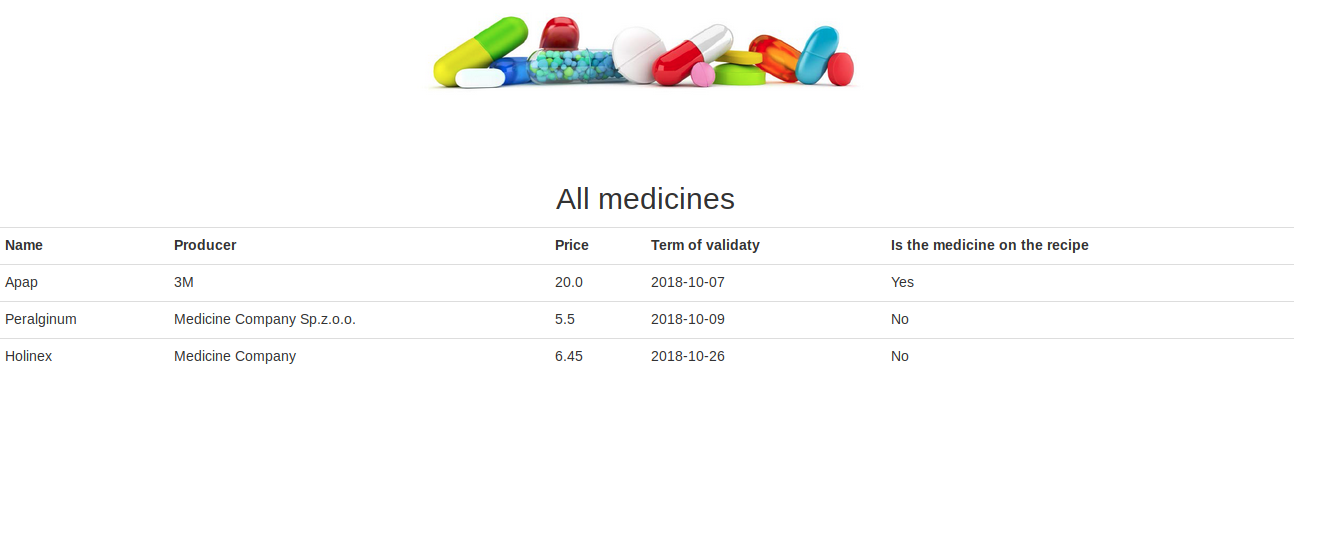 All medicines
Name Producer Price Term of validaty Is the medicine on the recipe
Apap 3M 20.0 2018-10-07 Yes
Peralginum Medicine Company Sp.z.o.o. 5.5 2018-10-09 No
Holinex Medicine Company 6.45 2018-10-26 No